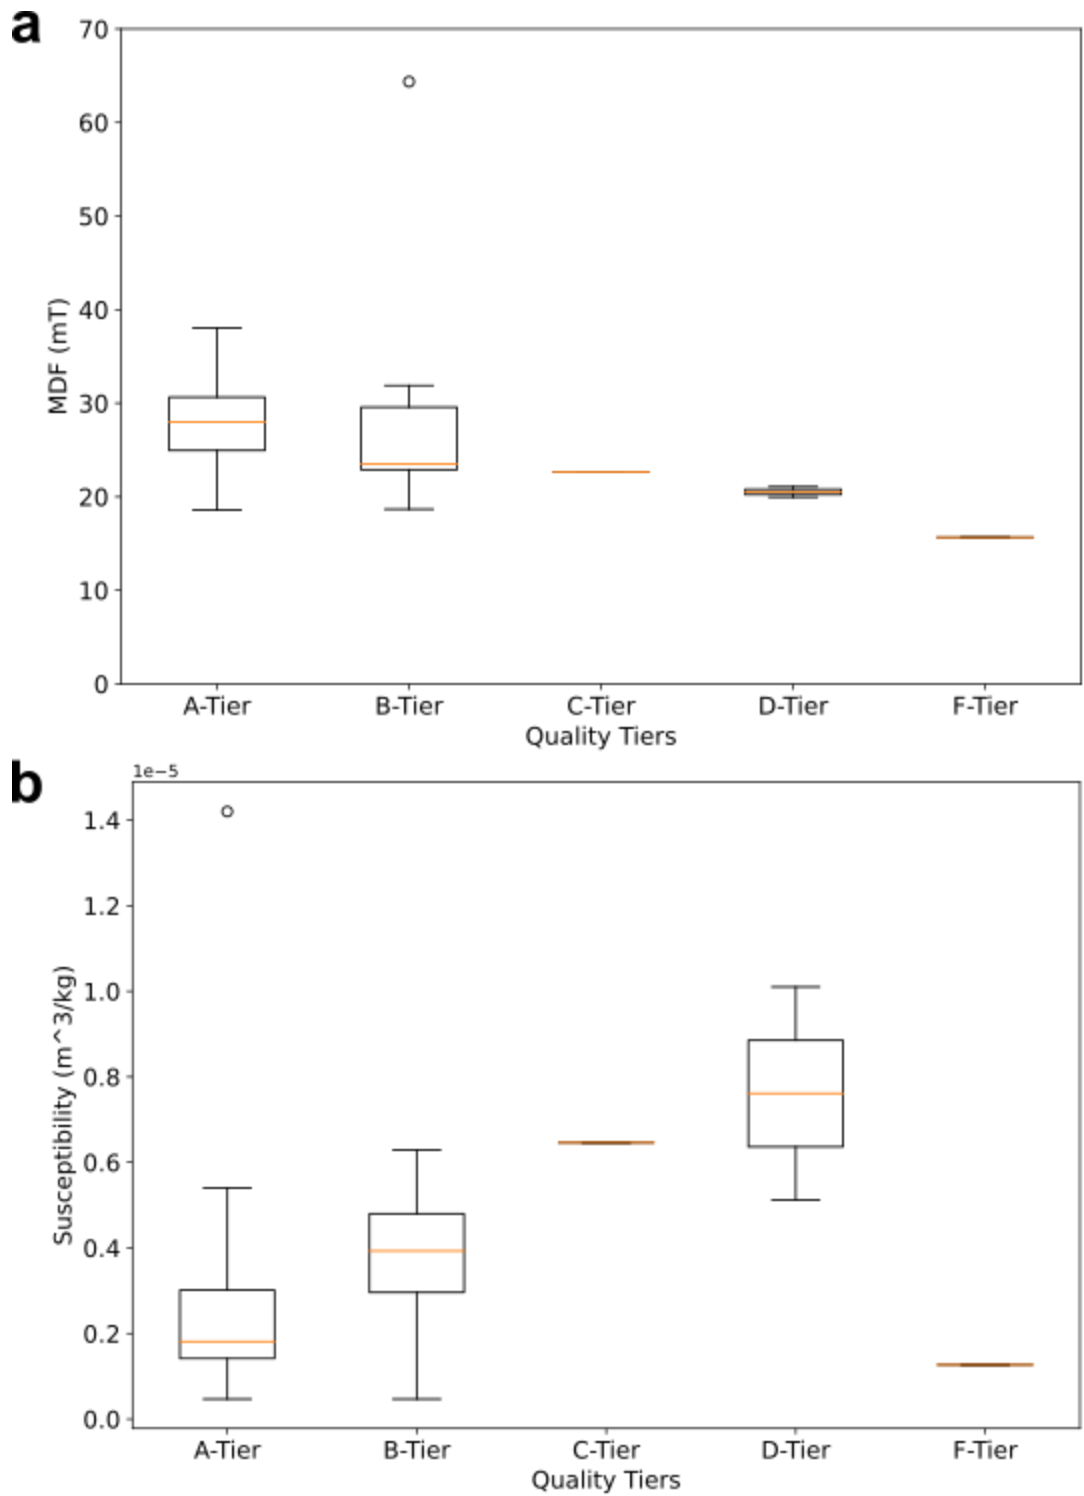 a
70
60
50
40
30
20
10
0
MDF (mT)
A-Tier B-Tier C-Tier D-Tier F-Tier
Quality Tiers
b
1e−5
1.4
1.2
1.0
0.8
0.6
0.4
0.2
0.0
Susceptibility (m^3/kg)
A-Tier B-Tier C-Tier D-Tier F-Tier
Quality Tiers